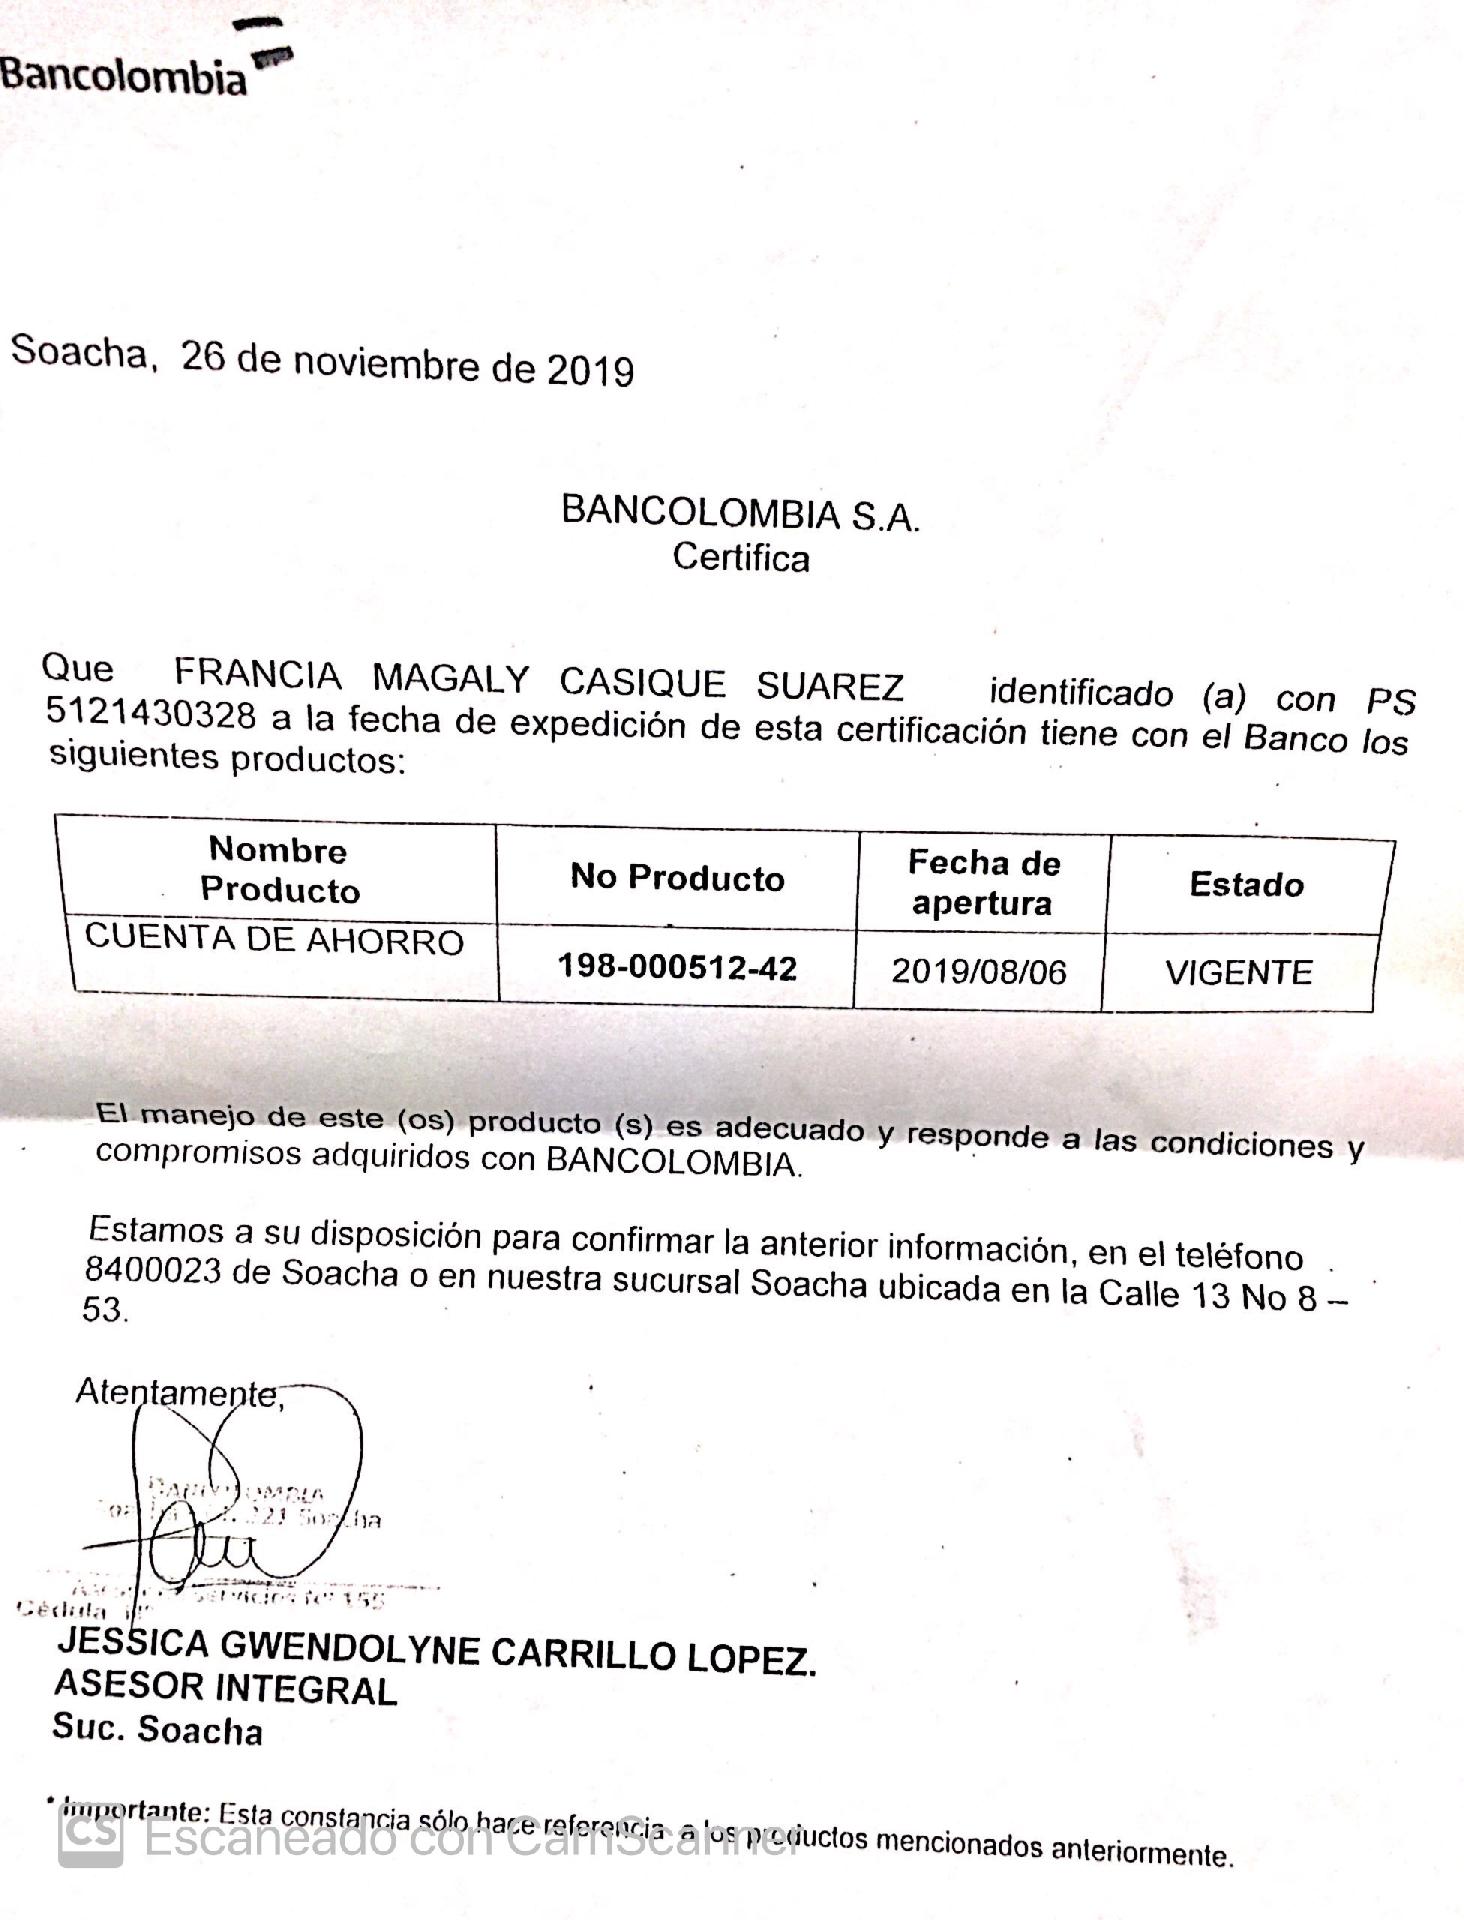 Bancolombia
Soacha, 26 de noviembre de 2019
BANCOLOMBIA S.A.
Certifica
Que FRANCIA MAGALY CASIQUE SUAREZ identificado (a) con PS
5121430328 a la fecha de expedición de esta certificación tiene con el Banco los
siguientes productos:
Nombre Producto No Producto Fecha de apertura Estado
CUENTA DE AHORRO 198-000512-42 2019/08/06 VIGENTE
El manejo de este (os) producto (s) es adecuado y responde a las condiciones y
compromisos adquiridos con BANCOLOMBIA.
Estamos a su disposición para confirmar la anterior información, en el teléfono
8400023 de Soacha o en nuestra sucursal Soacha ubicada en la Calle 13 No 8 –
53.
Atentamente,
BANCOLOMBIA
Soacha
Cédula
JESSICA GWENDOLYNE CARRILLO LOPEZ.
ASESOR INTEGRAL
Suc. Soacha
* Importante: Esta constancia sólo hace referencia a los productos mencionados anteriormente.
CS Escaneado con CamScanner